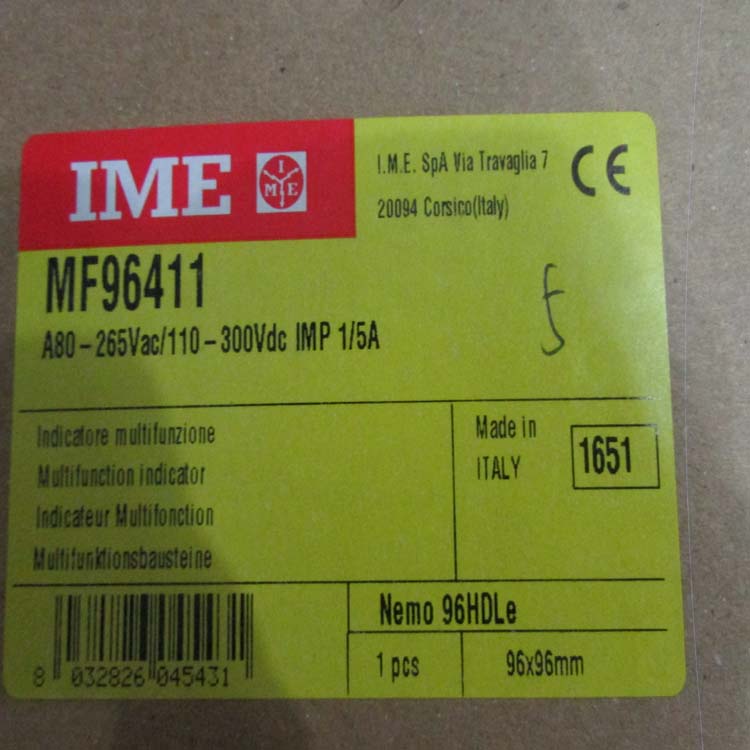 IME
I M E
I.M.E. SpA Via Travaglia 7
20094 Corsico(Italy)
CE
MF96411
A80-265Vac/110-300Vdc IMP 1/5A
5
Indicatore multifunzione
Multifunction indicator
Indicateur Multifonction
Multifunktionsbausteine
Made in
ITALY
1651
Nemo 96HDLe
1 pcs
96x96mm
8 032826 045431